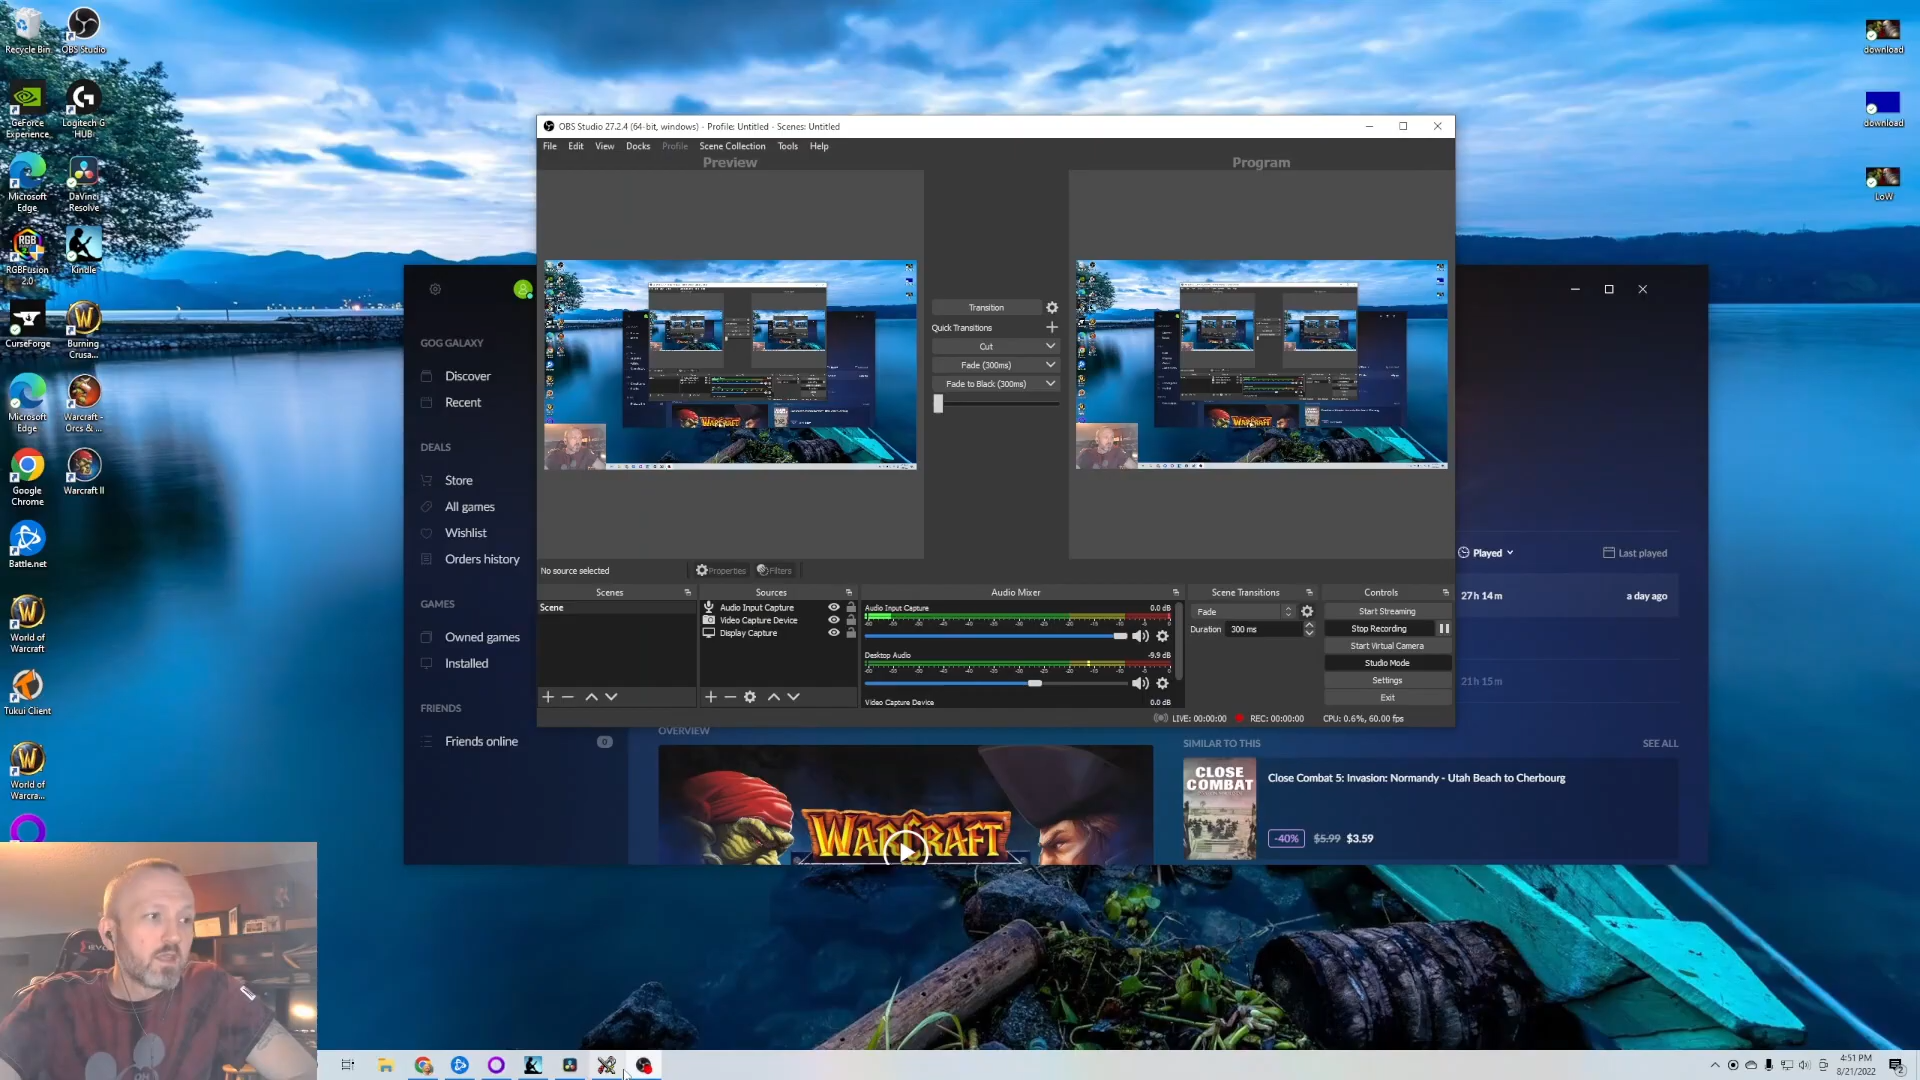 Recycle Bin
OBS Studio
GeForce Experience
Logitech G HUB
Microsoft Edge
DaVinci Resolve
RGBFusion 2.0
Kindle
CurseForge
Burning Crusa...
Microsoft Edge
Warcraft - Orcs & ...
Google Chrome
Warcraft II
Battle.net
World of Warcraft
Tukui Client
World of Warcra...
download
download
LoW
OBS Studio 27.2.4 (64-bit, windows) - Profile: Untitled - Scenes: Untitled
File Edit View Docks Profile Scene Collection Tools Help
Preview
Program
Transition
Quick Transitions
Cut
Fade (300ms)
Fade to Black (300ms)
No source selected
Properties
Filters
Scenes
Scene
Sources
Audio Input Capture
Video Capture Device
Display Capture
Audio Mixer
Audio Input Capture 0.0 dB
Desktop Audio -9.9 dB
Video Capture Device 0.0 dB
Scene Transitions
Fade
Duration 300 ms
Controls
Start Streaming
Stop Recording
Start Virtual Camera
Studio Mode
Settings
Exit
LIVE: 00:00:00 REC: 00:00:00 CPU: 0.6%, 60.00 fps
GOG GALAXY
Discover
Recent
DEALS
Store
All games
Wishlist
Orders history
GAMES
Owned games
Installed
FRIENDS
Friends online 0
Played
Last played
27h 14m a day ago
21h 15m
OVERVIEW
WARCRAFT
SIMILAR TO THIS SEE ALL
CLOSE COMBAT
Close Combat 5: Invasion: Normandy - Utah Beach to Cherbourg
-40% $5.99 $3.59
4:51 PM
8/21/2022